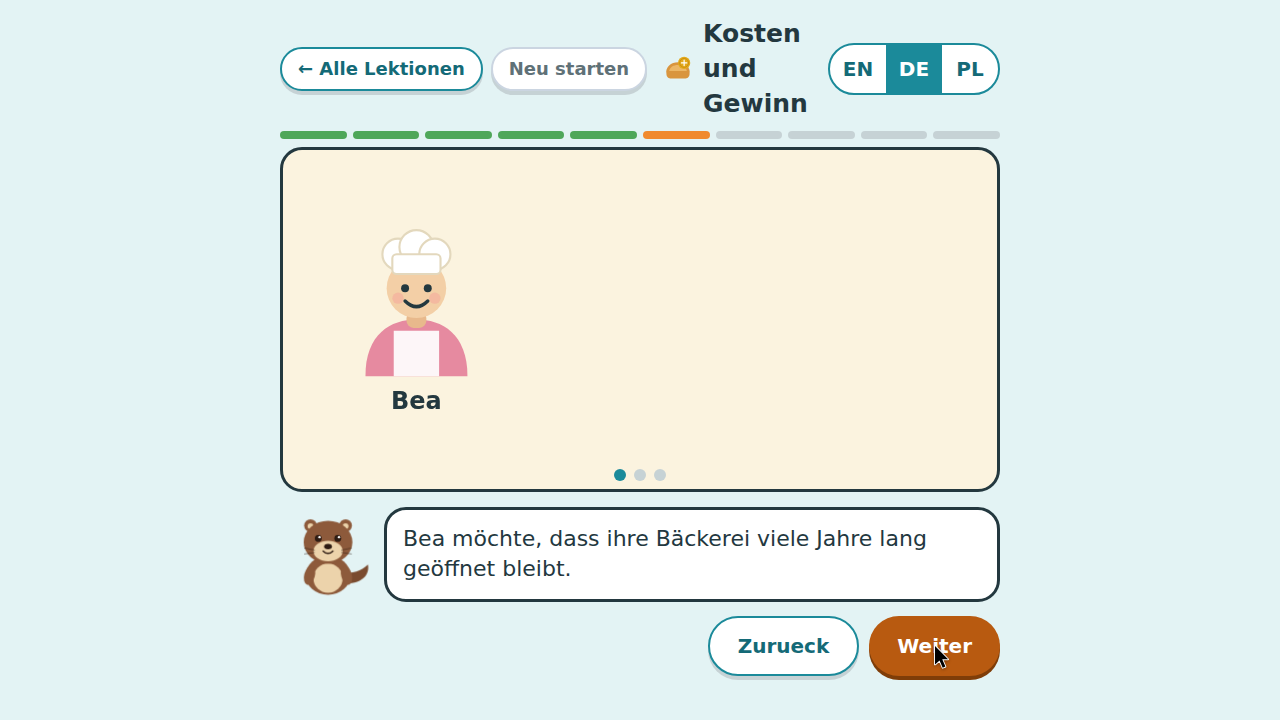 ← Alle Lektionen
Neu starten
Kosten
und
Gewinn
EN DE PL
Bea
Bea möchte, dass ihre Bäckerei viele Jahre lang
geöffnet bleibt.
Zurueck
Weiter